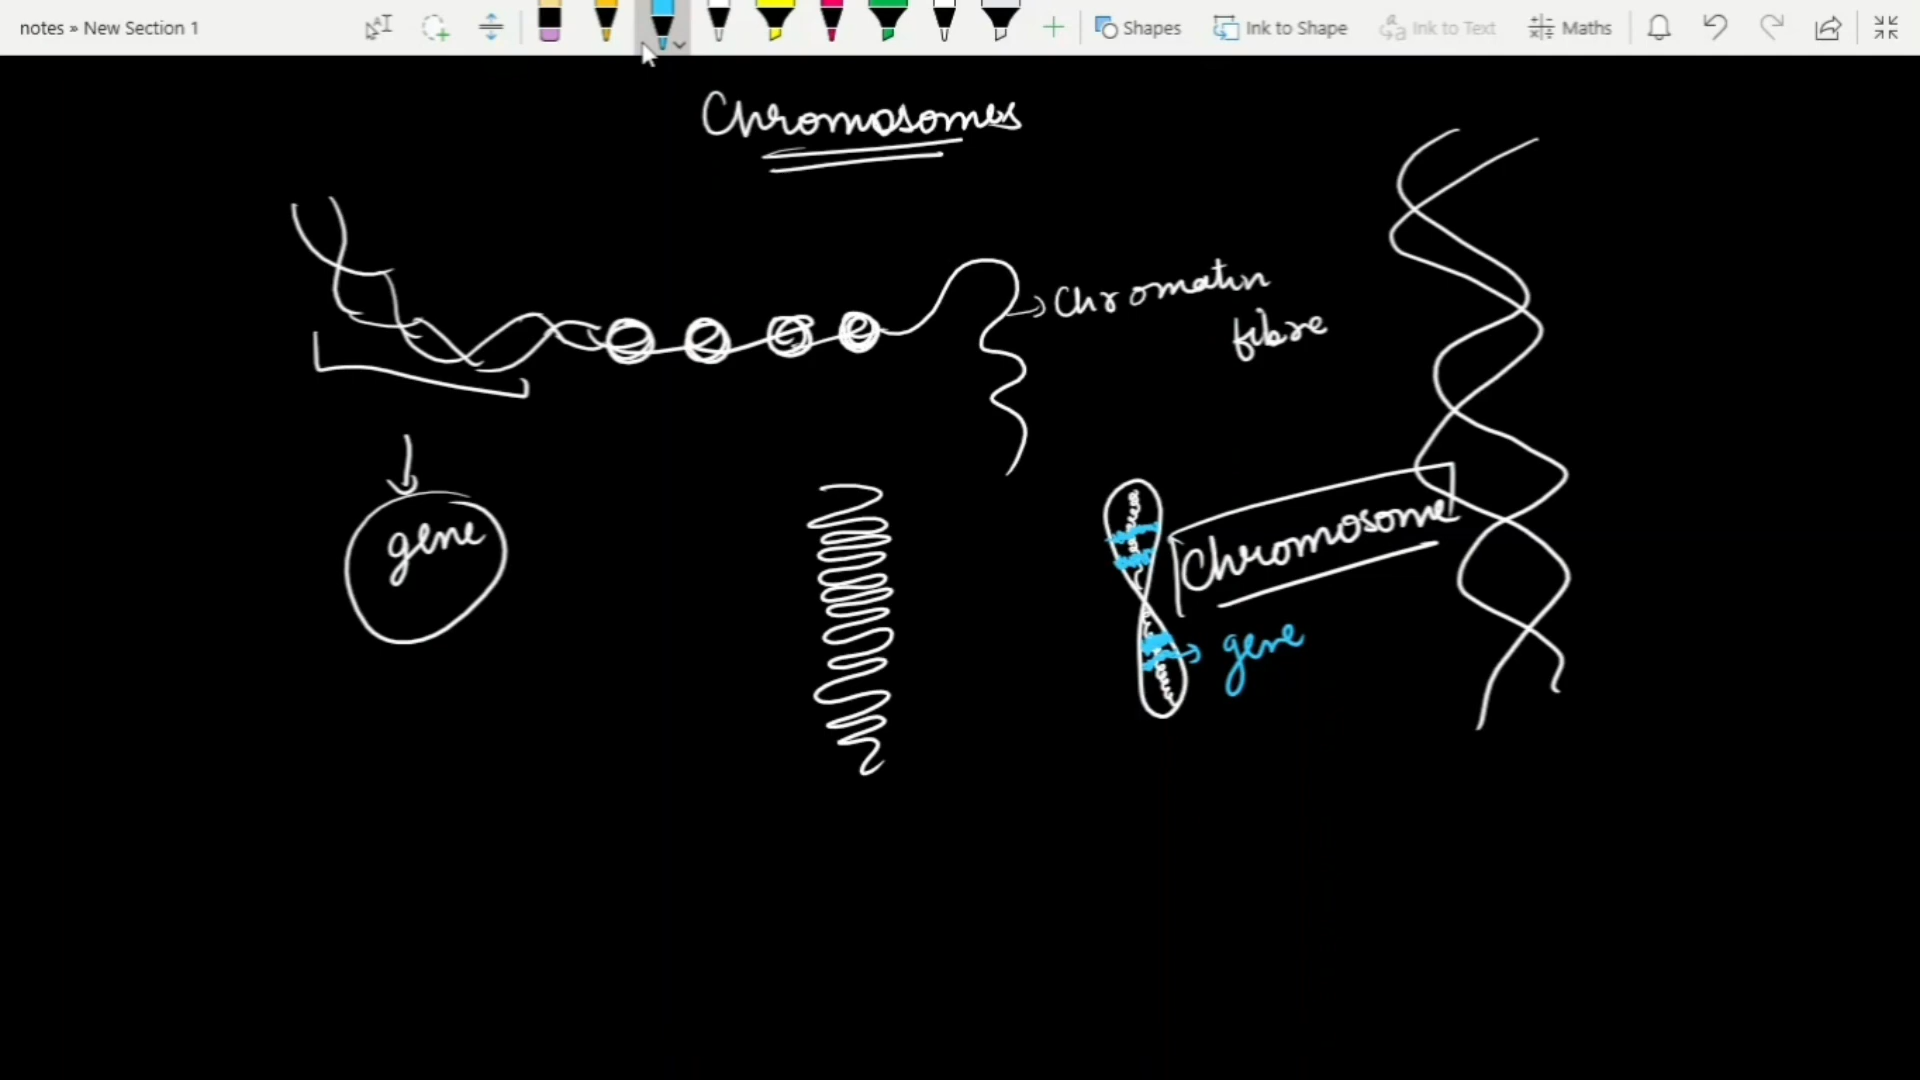 notes » New Section 1
Shapes
Ink to Shape
Ink to Text
Maths
Chromosomes
Chromatin
fibre
gene
Chromosome
gene